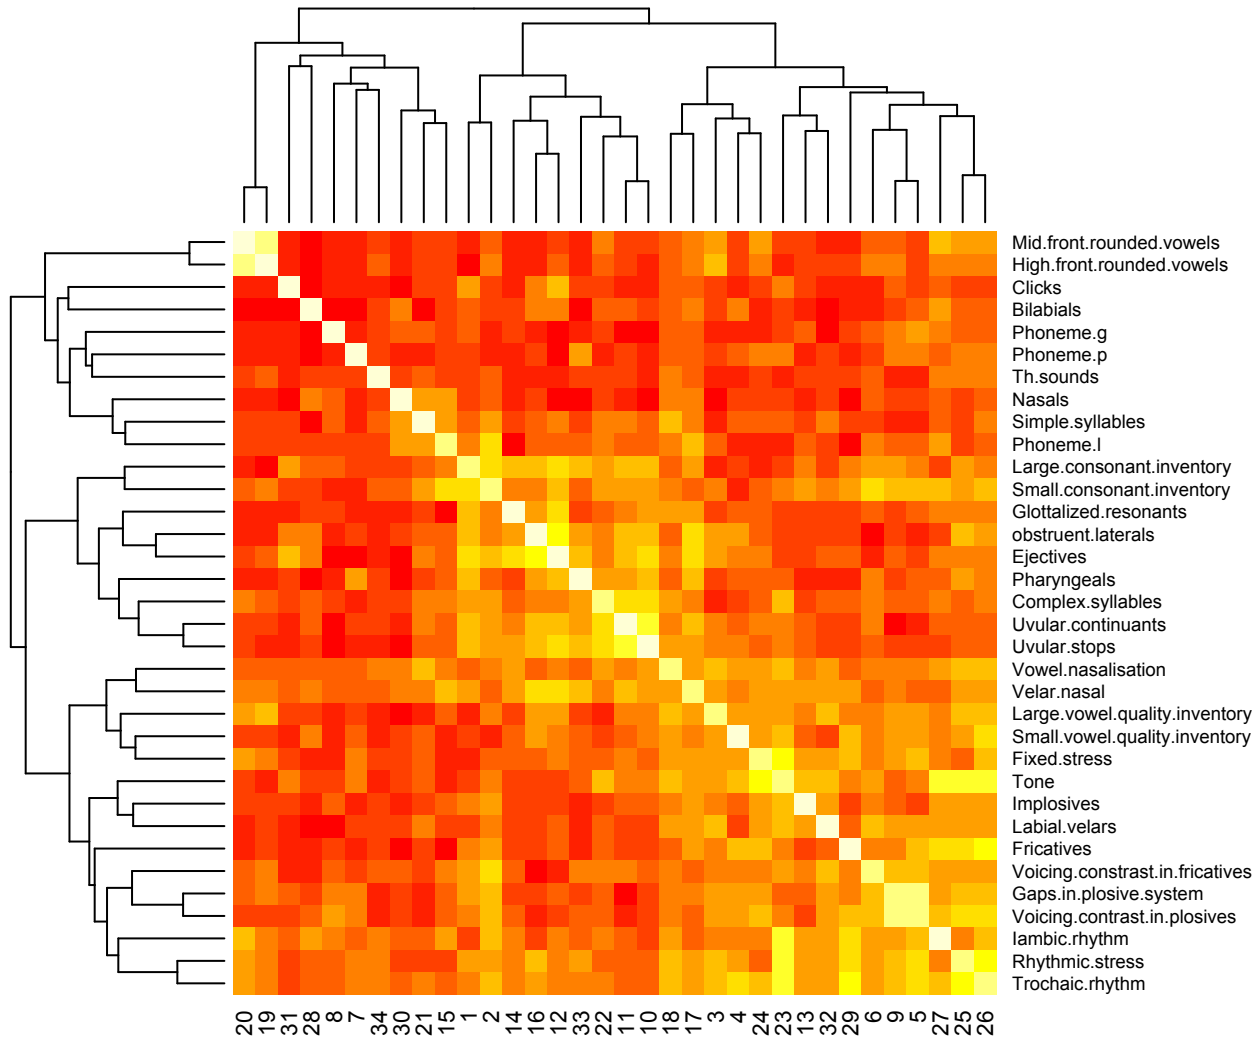 Mid.front.rounded.vowels
High.front.rounded.vowels
Clicks
Bilabials
Phoneme.g
Phoneme.p
Th.sounds
Nasals
Simple.syllables
Phoneme.l
Large.consonant.inventory
Small.consonant.inventory
Glottalized.resonants
obstruent.laterals
Ejectives
Pharyngeals
Complex.syllables
Uvular.continuants
Uvular.stops
Vowel.nasalisation
Velar.nasal
Large.vowel.quality.inventory
Small.vowel.quality.inventory
Fixed.stress
Tone
Implosives
Labial.velars
Fricatives
Voicing.constrast.in.fricatives
Gaps.in.plosive.system
Voicing.contrast.in.plosives
Iambic.rhythm
Rhythmic.stress
Trochaic.rhythm
20 19 31 28 8 7 34 30 21 15 1 2 14 16 12 33 22 11 10 18 17 3 4 24 23 13 32 29 6 9 5 27 25 26